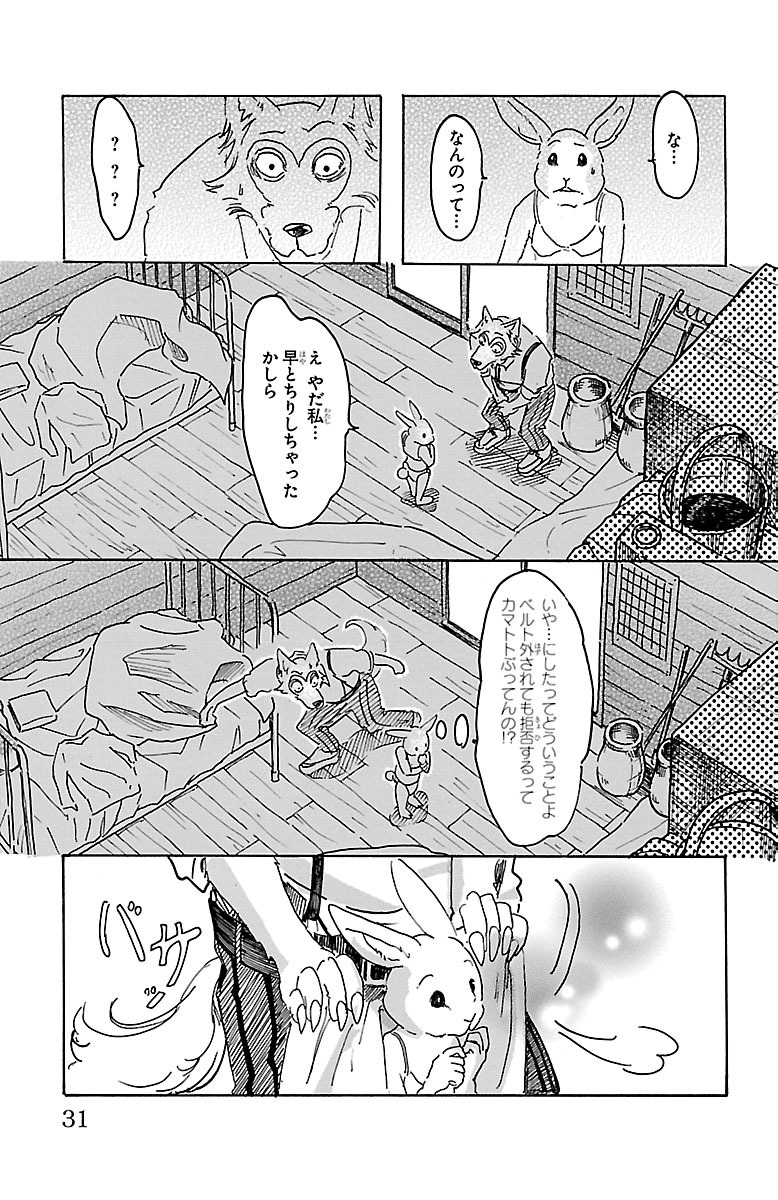 な…
なんのって…
？？？
え やだ私…
早とちりしちゃった
かしら
いや…にしたってどういうことよ
ベルト外されても拒否するって
カマトトぶってんの!?
バサッ
31